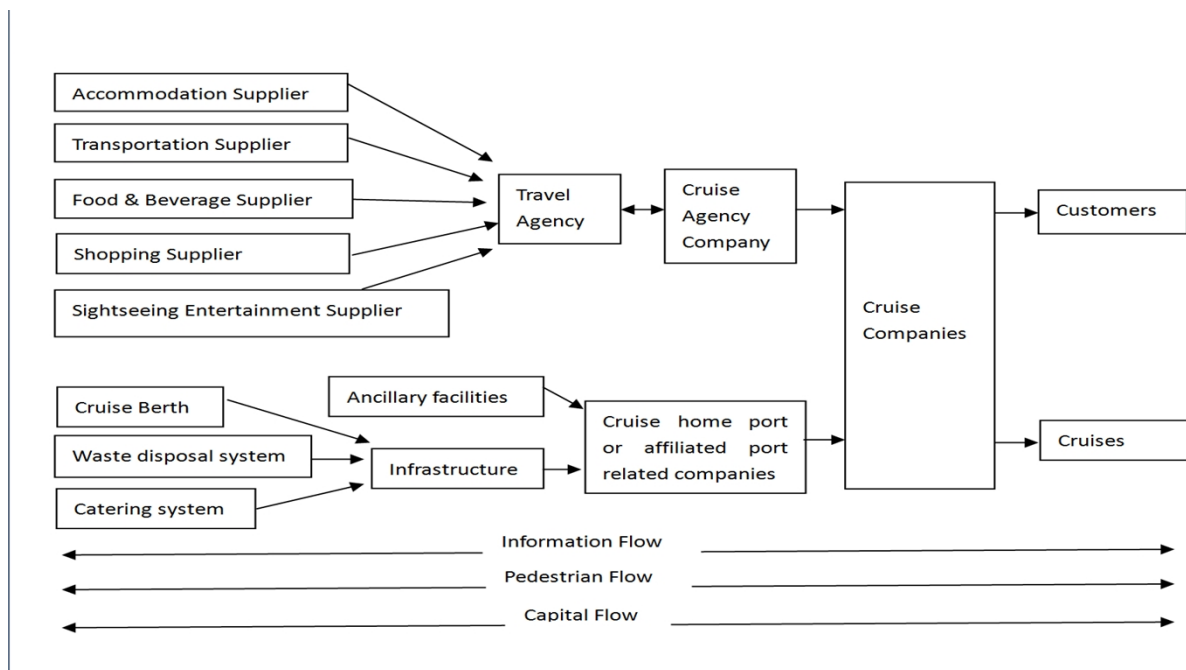 Accommodation Supplier
Transportation Supplier
Food & Beverage Supplier
Shopping Supplier
Sightseeing Entertainment Supplier
Travel
Agency
Cruise
Agency
Company
Cruise
Companies
Customers
Cruise Berth
Waste disposal system
Catering system
Ancillary facilities
Infrastructure
Cruise home port
or affiliated port
related companies
Cruises
Information Flow
Pedestrian Flow
Capital Flow